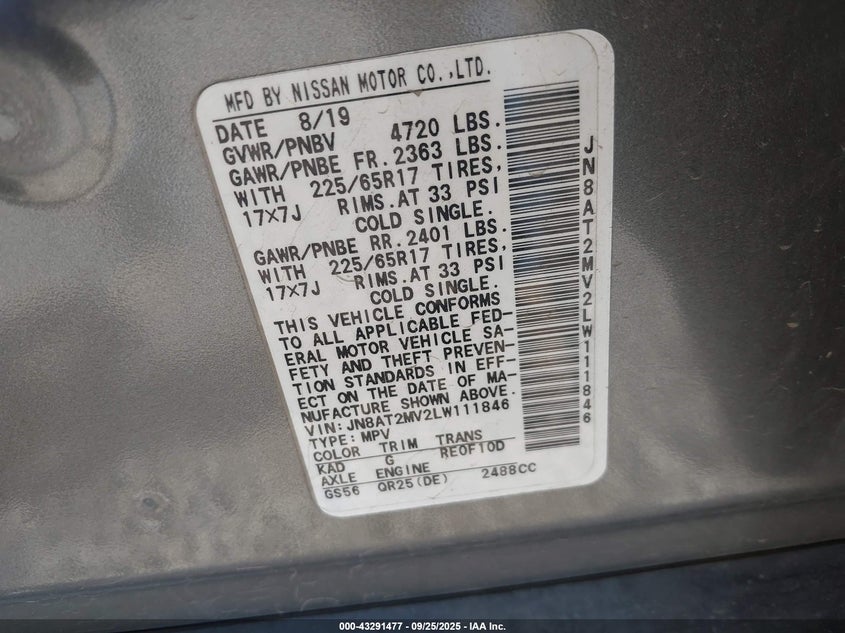 MFD BY NISSAN MOTOR CO.,LTD.
DATE 8/19
GVWR/PNBV 4720 LBS.
GAWR/PNBE FR. 2363 LBS.
WITH 225/65R17 TIRES,
17X7J RIMS.AT 33 PSI
COLD SINGLE.
GAWR/PNBE RR. 2401 LBS.
WITH 225/65R17 TIRES,
17X7J RIMS.AT 33 PSI
COLD SINGLE.
THIS VEHICLE CONFORMS
TO ALL APPLICABLE FED-
ERAL MOTOR VEHICLE SA-
FETY AND THEFT PREVEN-
TION STANDARDS IN EFF-
ECT ON THE DATE OF MA-
NUFACTURE SHOWN ABOVE.
VIN: JN8AT2MV2LW111846
TYPE: MPV
COLOR TRIM TRANS
KAD G RE0F10D
AXLE ENGINE
GS56 QR25(DE) 2488CC
JN8AT2MV2LW111846
000-43291477 - 09/25/2025 - IAA Inc.